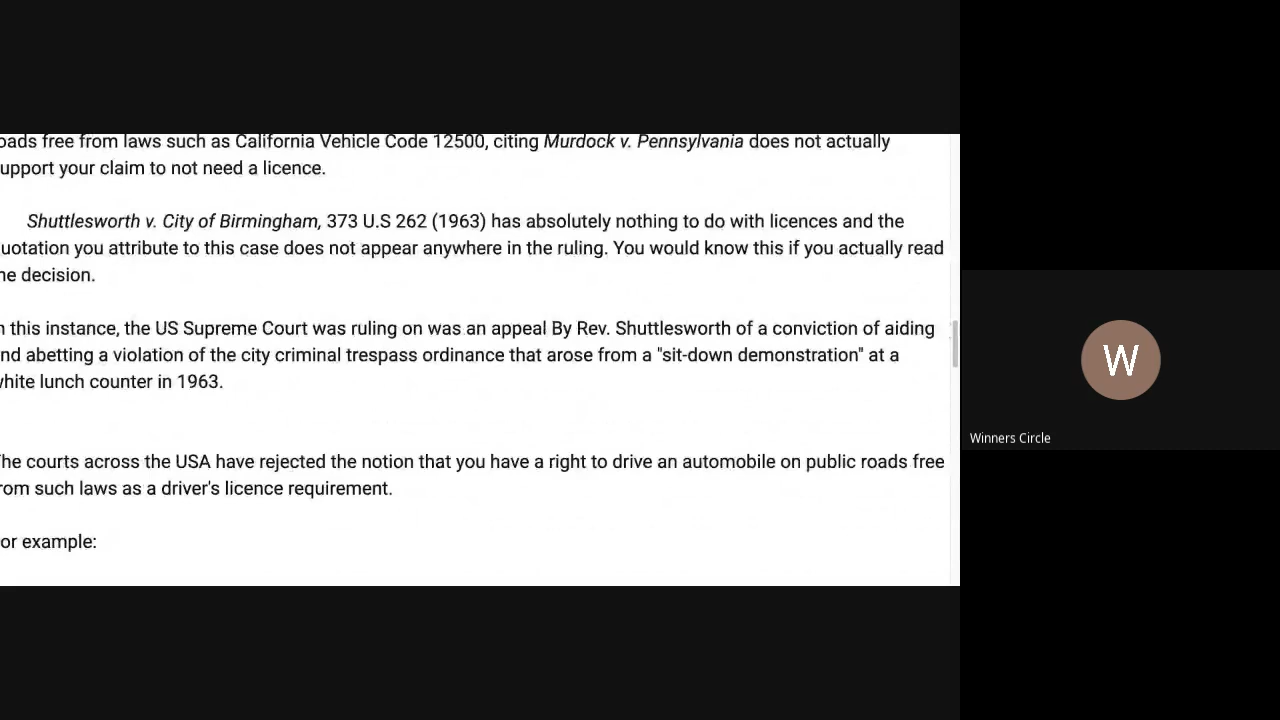 oads free from laws such as California Vehicle Code 12500, citing Murdock v. Pennsylvania does not actually
upport your claim to not need a licence.
Shuttlesworth v. City of Birmingham, 373 U.S 262 (1963) has absolutely nothing to do with licences and the
uotation you attribute to this case does not appear anywhere in the ruling. You would know this if you actually read
he decision.
n this instance, the US Supreme Court was ruling on was an appeal By Rev. Shuttlesworth of a conviction of aiding
nd abetting a violation of the city criminal trespass ordinance that arose from a "sit-down demonstration" at a
white lunch counter in 1963.
The courts across the USA have rejected the notion that you have a right to drive an automobile on public roads free
rom such laws as a driver's licence requirement.
or example:
W
Winners Circle